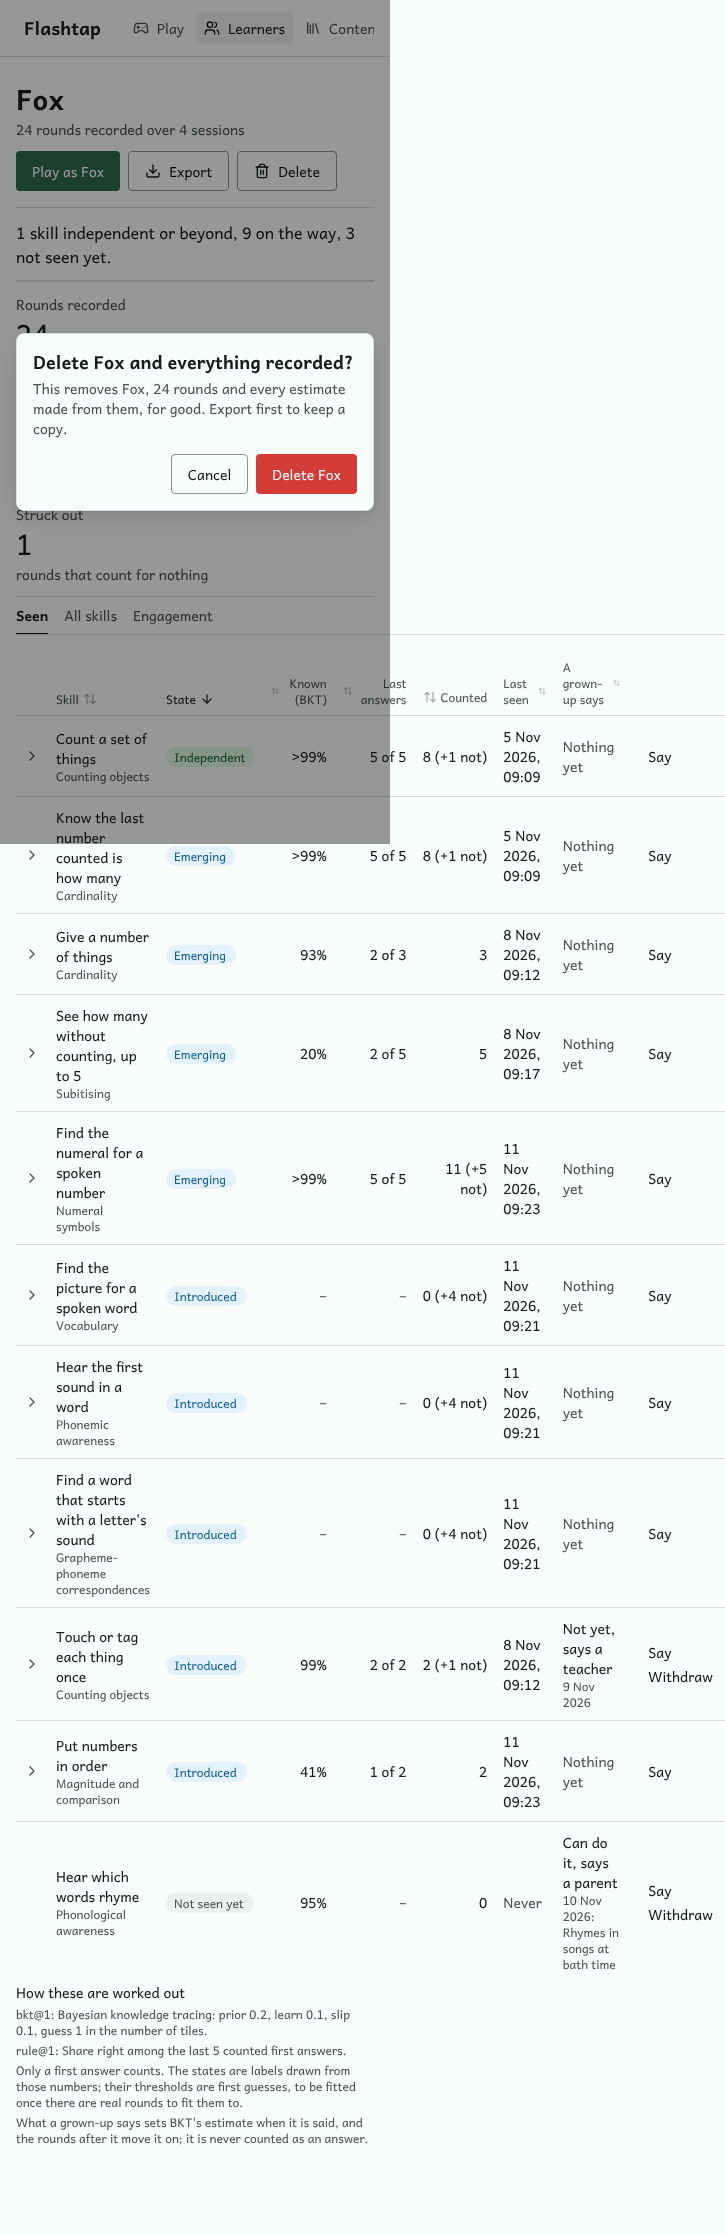 Flashtap
Play
Learners
Conten
Fox
24 rounds recorded over 4 sessions
Play as Fox
Export
Delete
1 skill independent or beyond, 9 on the way, 3
not seen yet.
Rounds recorded
24
Delete Fox and everything recorded?
This removes Fox, 24 rounds and every estimate
made from them, for good. Export first to keep a
copy.
Cancel
Delete Fox
Struck out
1
rounds that count for nothing
Seen
All skills
Engagement
Skill
State
Known
(BKT)
Last
answers
Counted
Last
seen
A
grown-
up says
Count a set of
things
Counting objects
Independent
>99%
5 of 5
8 (+1 not)
5 Nov
2026,
09:09
Nothing
yet
Say
Know the last
number
counted is
how many
Cardinality
Emerging
>99%
5 of 5
8 (+1 not)
5 Nov
2026,
09:09
Nothing
yet
Say
Give a number
of things
Cardinality
Emerging
93%
2 of 3
3
8 Nov
2026,
09:12
Nothing
yet
Say
See how many
without
counting, up
to 5
Subitising
Emerging
20%
2 of 5
5
8 Nov
2026,
09:17
Nothing
yet
Say
Find the
numeral for a
spoken
number
Numeral
symbols
Emerging
>99%
5 of 5
11 (+5
not)
11
Nov
2026,
09:23
Nothing
yet
Say
Find the
picture for a
spoken word
Vocabulary
Introduced
–
–
0 (+4 not)
11
Nov
2026,
09:21
Nothing
yet
Say
Hear the first
sound in a
word
Phonemic
awareness
Introduced
–
–
0 (+4 not)
11
Nov
2026,
09:21
Nothing
yet
Say
Find a word
that starts
with a letter's
sound
Grapheme-
phoneme
correspondences
Introduced
–
–
0 (+4 not)
11
Nov
2026,
09:21
Nothing
yet
Say
Touch or tag
each thing
once
Counting objects
Introduced
99%
2 of 2
2 (+1 not)
8 Nov
2026,
09:12
Not yet,
says a
teacher
9 Nov
2026
Say
Withdraw
Put numbers
in order
Magnitude and
comparison
Introduced
41%
1 of 2
2
11
Nov
2026,
09:23
Nothing
yet
Say
Hear which
words rhyme
Phonological
awareness
Not seen yet
95%
–
0
Never
Can do
it, says
a parent
10 Nov
2026:
Rhymes in
songs at
bath time
Say
Withdraw
How these are worked out
bkt@1: Bayesian knowledge tracing: prior 0.2, learn 0.1, slip
0.1, guess 1 in the number of tiles.
rule@1: Share right among the last 5 counted first answers.
Only a first answer counts. The states are labels drawn from
those numbers; their thresholds are first guesses, to be fitted
once there are real rounds to fit them to.
What a grown-up says sets BKT's estimate when it is said, and
the rounds after it move it on; it is never counted as an answer.